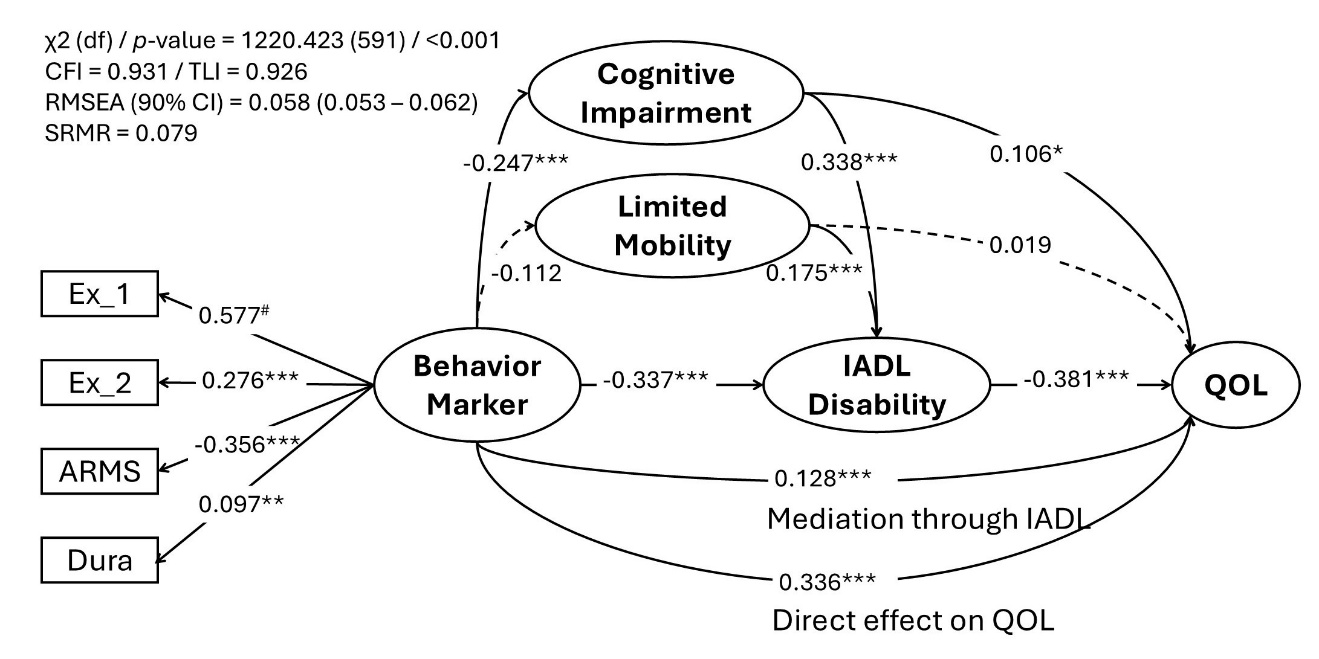 χ2 (df) / p-value = 1220.423 (591) / <0.001
CFI = 0.931 / TLI = 0.926
RMSEA (90% CI) = 0.058 (0.053 – 0.062)
SRMR = 0.079
Cognitive
Impairment
-0.247***
0.338***
0.106*
Limited
Mobility
-0.112
0.175***
0.019
Ex_1
0.577#
Ex_2
0.276***
ARMS
-0.356***
Dura
0.097**
Behavior
Marker
-0.337***
IADL
Disability
-0.381***
QOL
0.128***
Mediation through IADL
0.336***
Direct effect on QOL